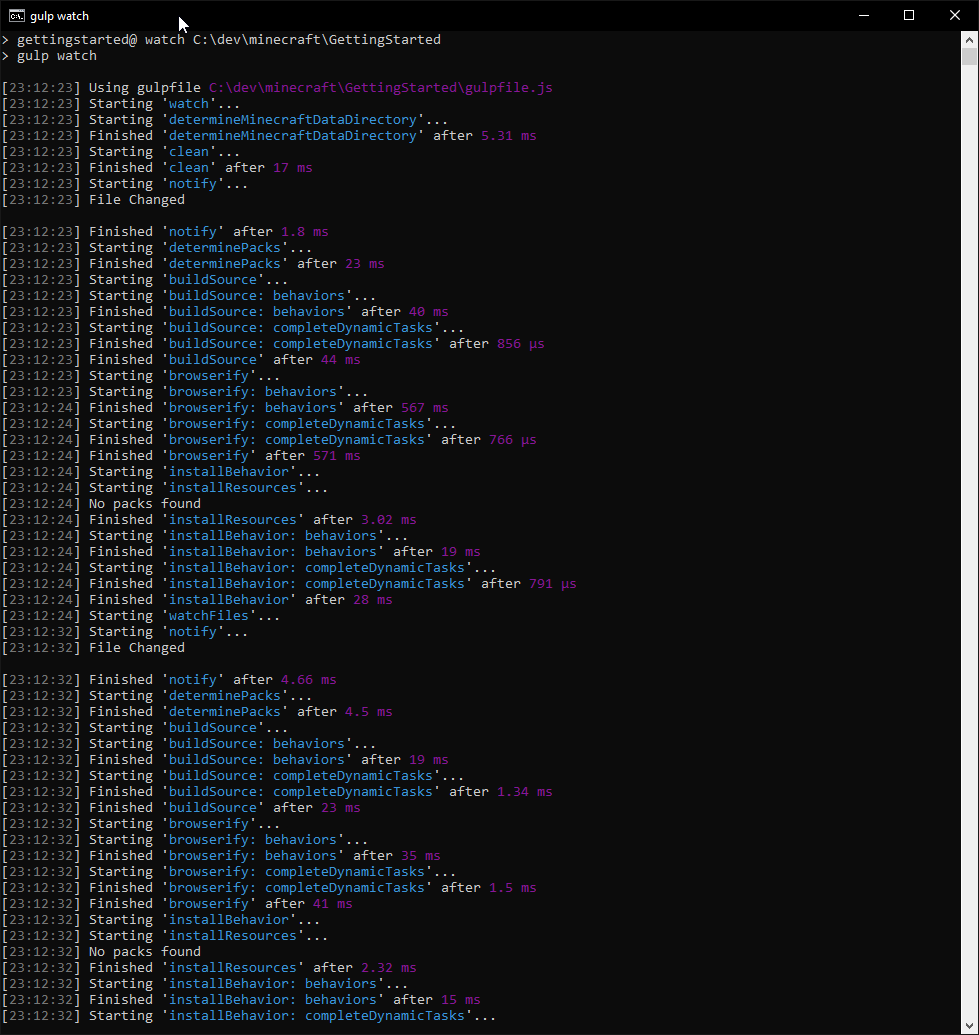 gulp watch
> gettingstarted@ watch C:\dev\minecraft\GettingStarted
> gulp watch
[23:12:23] Using gulpfile C:\dev\minecraft\GettingStarted\gulpfile.js
[23:12:23] Starting 'watch'...
[23:12:23] Starting 'determineMinecraftDataDirectory'...
[23:12:23] Finished 'determineMinecraftDataDirectory' after 5.31 ms
[23:12:23] Starting 'clean'...
[23:12:23] Finished 'clean' after 17 ms
[23:12:23] Starting 'notify'...
[23:12:23] File Changed
[23:12:23] Finished 'notify' after 1.8 ms
[23:12:23] Starting 'determinePacks'...
[23:12:23] Finished 'determinePacks' after 23 ms
[23:12:23] Starting 'buildSource'...
[23:12:23] Starting 'buildSource: behaviors'...
[23:12:23] Finished 'buildSource: behaviors' after 40 ms
[23:12:23] Starting 'buildSource: completeDynamicTasks'...
[23:12:23] Finished 'buildSource: completeDynamicTasks' after 856 μs
[23:12:23] Finished 'buildSource' after 44 ms
[23:12:23] Starting 'browserify'...
[23:12:23] Starting 'browserify: behaviors'...
[23:12:24] Finished 'browserify: behaviors' after 567 ms
[23:12:24] Starting 'browserify: completeDynamicTasks'...
[23:12:24] Finished 'browserify: completeDynamicTasks' after 766 μs
[23:12:24] Finished 'browserify' after 571 ms
[23:12:24] Starting 'installBehavior'...
[23:12:24] Starting 'installResources'...
[23:12:24] No packs found
[23:12:24] Finished 'installResources' after 3.02 ms
[23:12:24] Starting 'installBehavior: behaviors'...
[23:12:24] Finished 'installBehavior: behaviors' after 19 ms
[23:12:24] Starting 'installBehavior: completeDynamicTasks'...
[23:12:24] Finished 'installBehavior: completeDynamicTasks' after 791 μs
[23:12:24] Finished 'installBehavior' after 28 ms
[23:12:24] Starting 'watchFiles'...
[23:12:32] Starting 'notify'...
[23:12:32] File Changed
[23:12:32] Finished 'notify' after 4.66 ms
[23:12:32] Starting 'determinePacks'...
[23:12:32] Finished 'determinePacks' after 4.5 ms
[23:12:32] Starting 'buildSource'...
[23:12:32] Starting 'buildSource: behaviors'...
[23:12:32] Finished 'buildSource: behaviors' after 19 ms
[23:12:32] Starting 'buildSource: completeDynamicTasks'...
[23:12:32] Finished 'buildSource: completeDynamicTasks' after 1.34 ms
[23:12:32] Finished 'buildSource' after 23 ms
[23:12:32] Starting 'browserify'...
[23:12:32] Starting 'browserify: behaviors'...
[23:12:32] Finished 'browserify: behaviors' after 35 ms
[23:12:32] Starting 'browserify: completeDynamicTasks'...
[23:12:32] Finished 'browserify: completeDynamicTasks' after 1.5 ms
[23:12:32] Finished 'browserify' after 41 ms
[23:12:32] Starting 'installBehavior'...
[23:12:32] Starting 'installResources'...
[23:12:32] No packs found
[23:12:32] Finished 'installResources' after 2.32 ms
[23:12:32] Starting 'installBehavior: behaviors'...
[23:12:32] Finished 'installBehavior: behaviors' after 15 ms
[23:12:32] Starting 'installBehavior: completeDynamicTasks'...